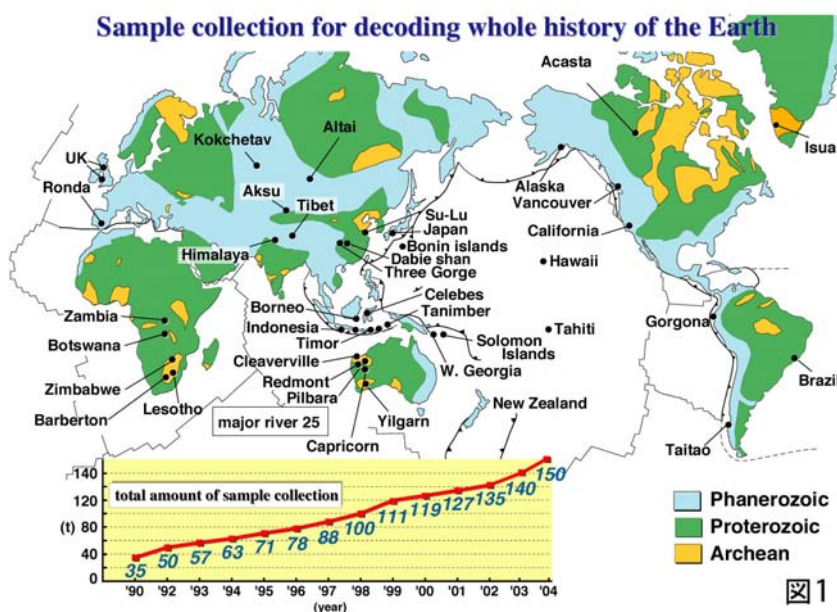 Sample collection for decoding whole history of the Earth
Acasta
Isua
Kokchetav
Altai
UK
Ronda
Aksu
Tibet
Alaska
Vancouver
Su-Lu
Japan
California
Bonin islands
Himalaya
Dabie shan
Three Gorge
Hawaii
Borneo
Celebes
Tanimber
Zambia
Indonesia
Timor
Tahiti
Gorgona
Botswana
Solomon
Islands
Cleaverville
W. Georgia
Brazil
Zimbabwe
Redmont
Pilbara
Barberton
Lesotho
Yilgarn
New Zealand
major river 25
Capricorn
Taitao
total amount of sample collection
140
120
(t) 80
40
0
35 50 57 63 71 78 88 100 111 119 127 135 140 150
'90 '92 '93 '94 '95 '96 '97 '98 '99 '00 '01 '02 '03 '04
(year)
Phanerozoic
Proterozoic
Archean
図1